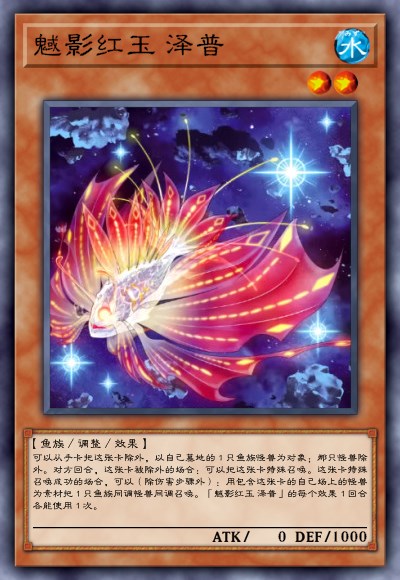 魊影红玉 泽普
水
【鱼族／调整／效果】
可以从手卡把这张卡除外，以自己墓地的1只鱼族怪兽为对象；那只怪兽除
外。对方回合，这张卡被除外的场合：可以把这张卡特殊召唤。这张卡特殊
召唤成功的场合，可以（除伤害步骤外）：用包含这张卡的自己场上的怪兽
为素材把1只鱼族同调怪兽同调召唤。「魊影红玉 泽普」的每个效果1回合
各能使用1次。
ATK/ 0 DEF/1000